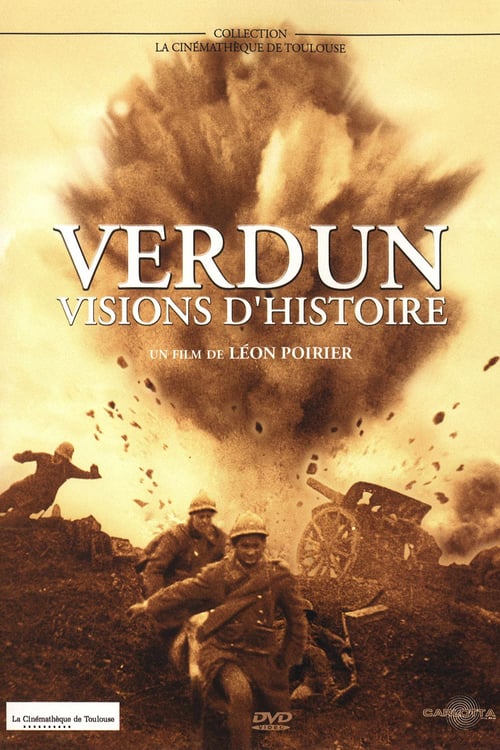 COLLECTION
LA CINÉMATHÈQUE DE TOULOUSE
VERDUN
VISIONS D'HISTOIRE
UN FILM DE LÉON POIRIER
La Cinémathèque de Toulouse
DVD
VIDEO
CARLOTTA